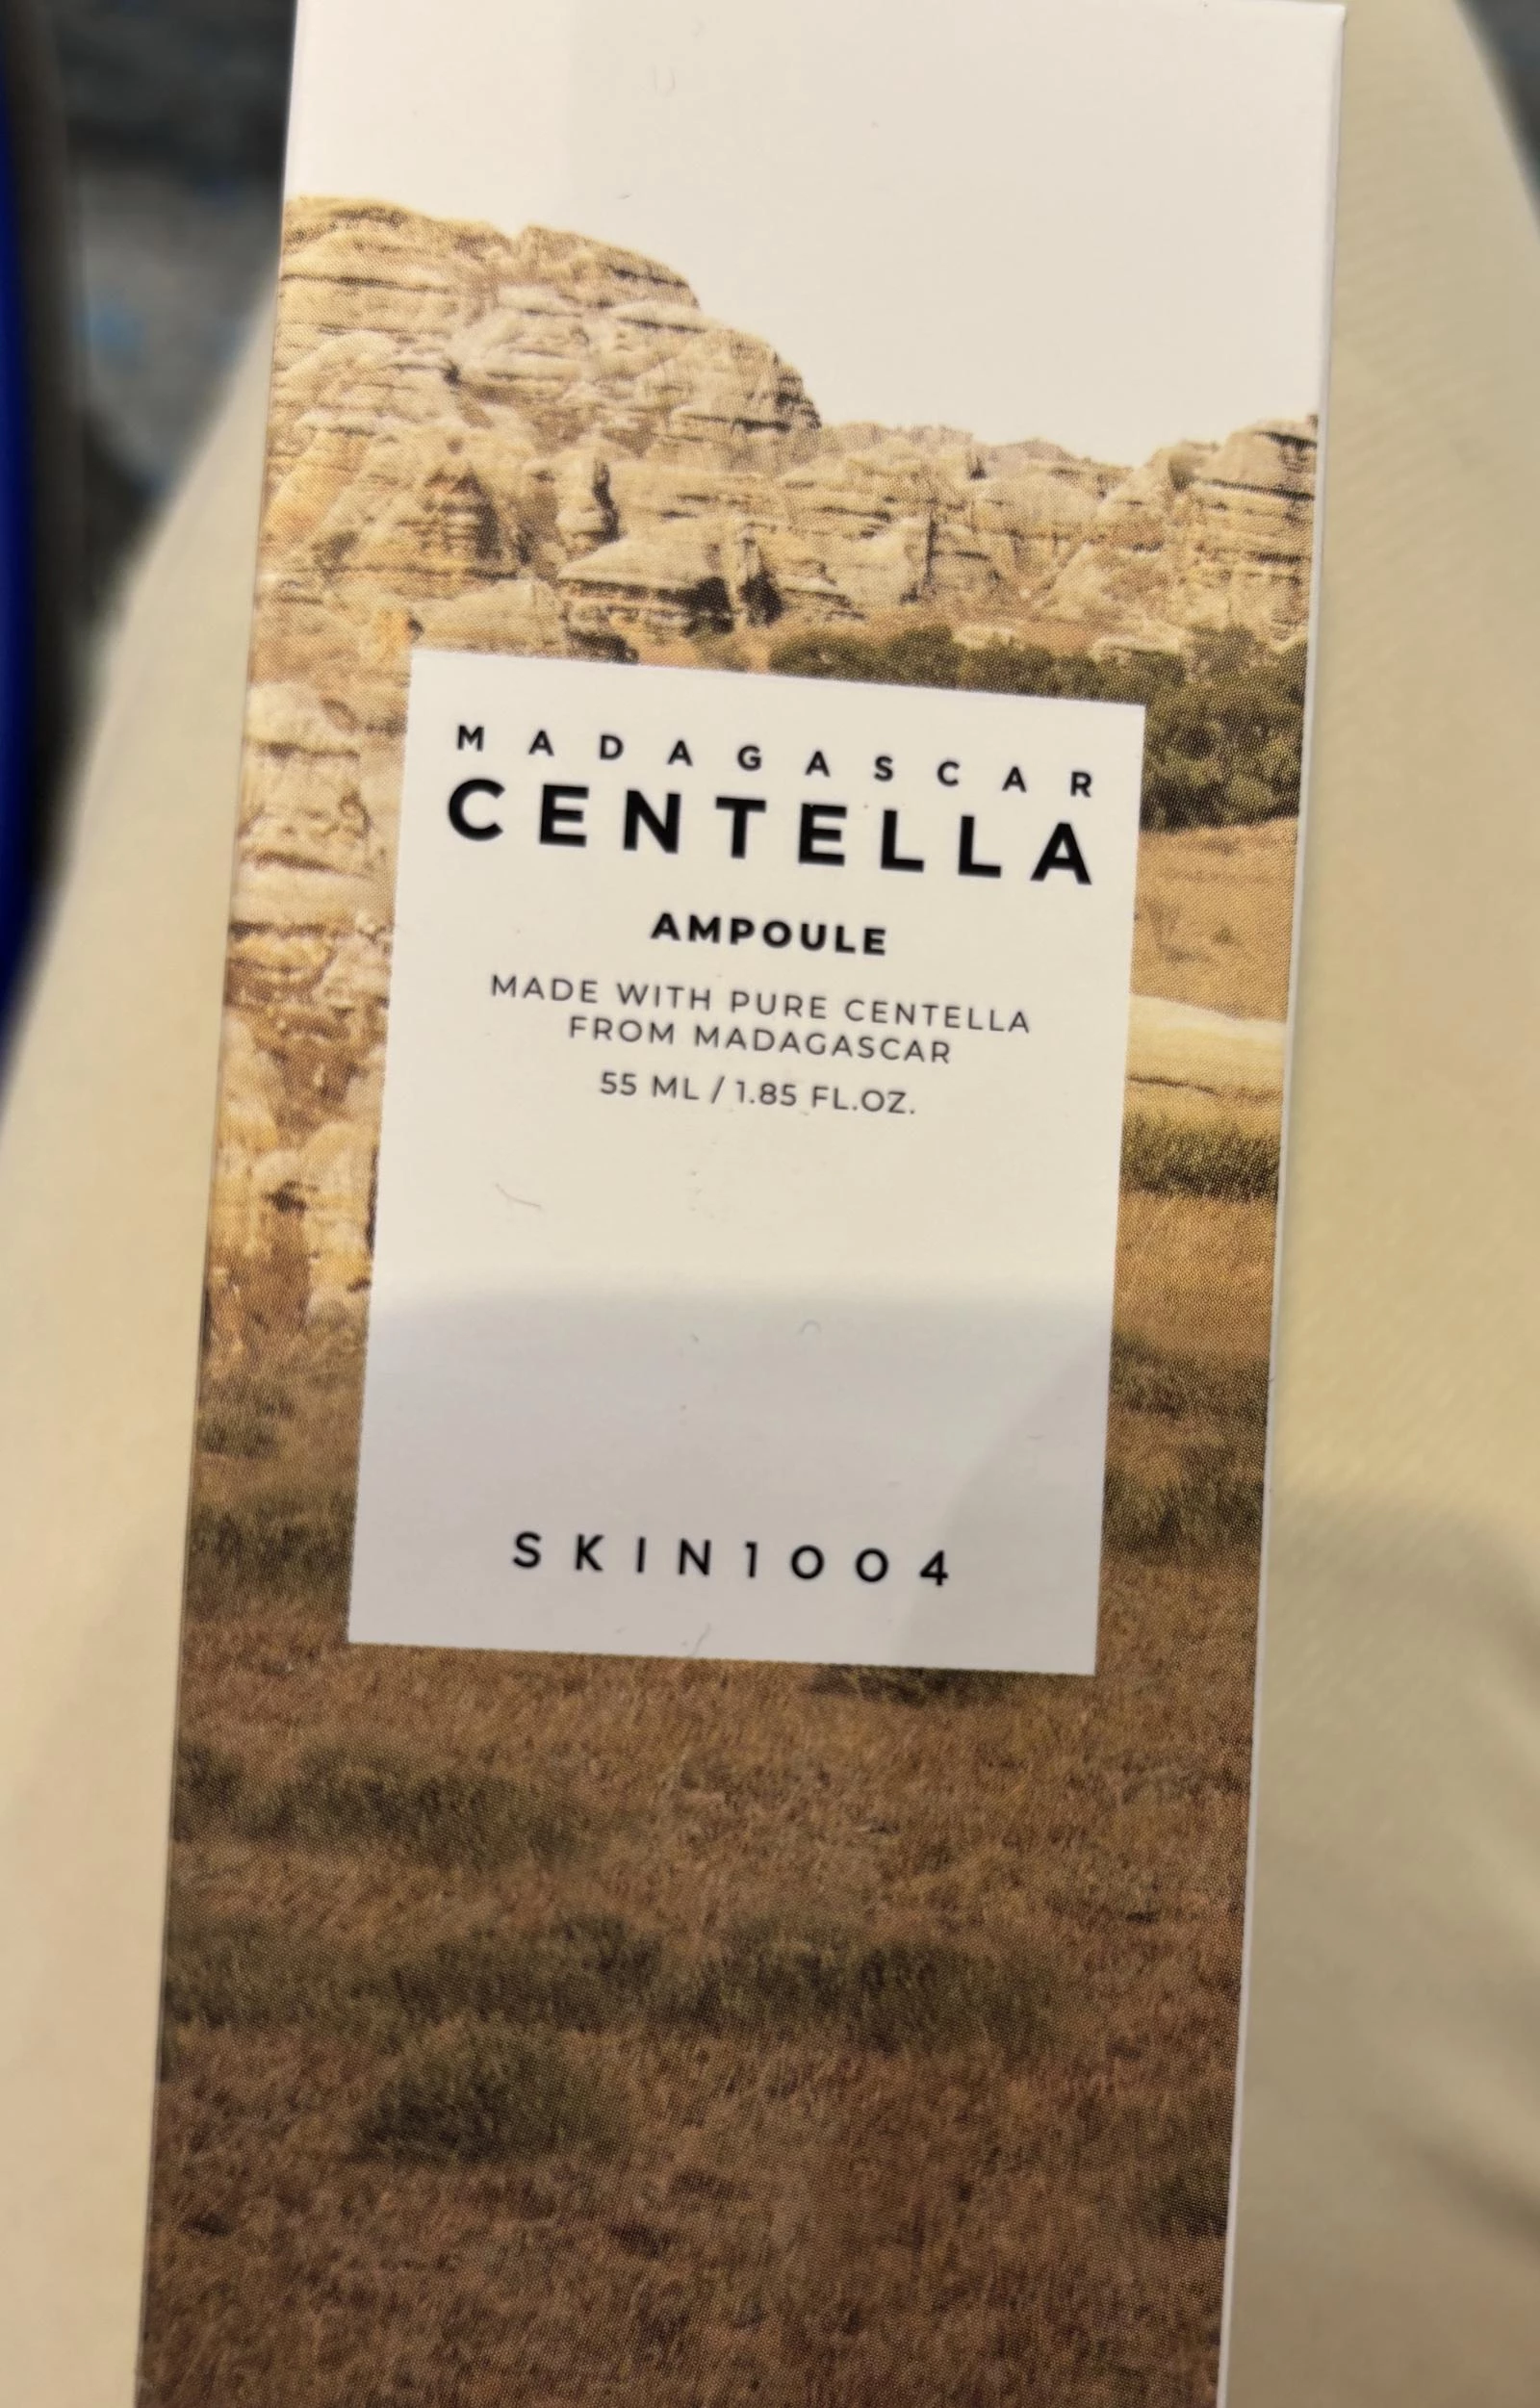 MADAGASCAR
CENTELLA
AMPOULE
MADE WITH PURE CENTELLA
FROM MADAGASCAR
55 ML / 1.85 FL.OZ.
SKIN1004